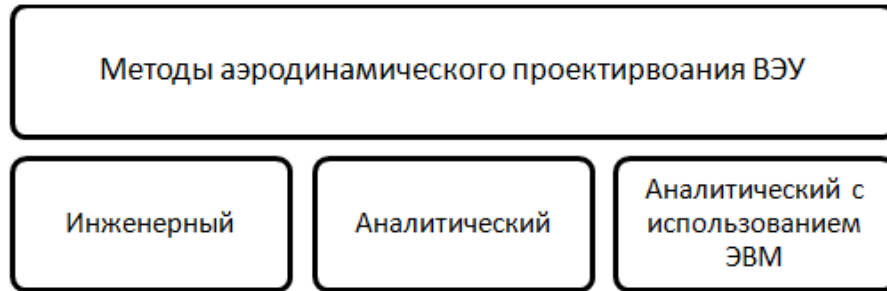 Методы аэродинамического проектирвоания ВЭУ
Инженерный
Аналитический
Аналитический с
использованием
ЭВМ